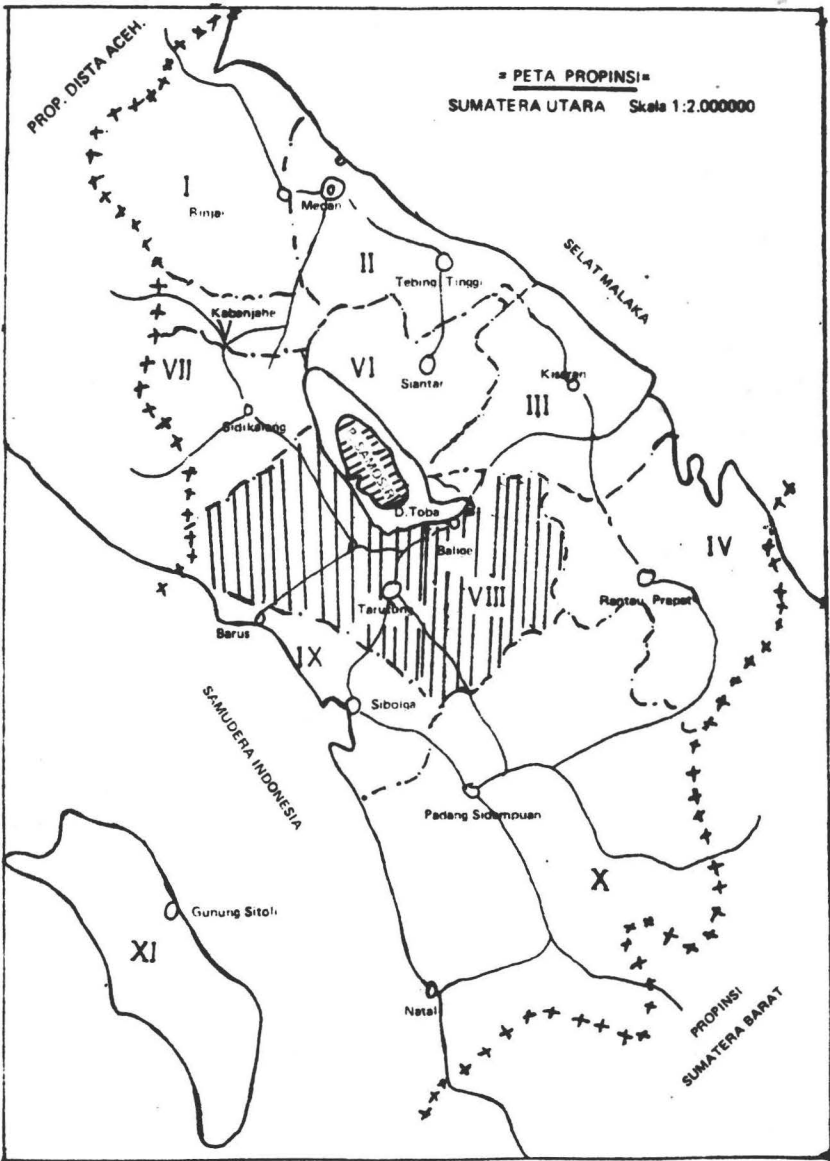 = PETA PROPINSI =
SUMATERA UTARA Skala 1:2.000000
PROP. DISTA ACEH.
I
Binjai
Medan
II
Tebing Tinggi
SELAT MALAKA
Kabanjahe
VII
VI
Siantar
Kisaran
III
Sidikalang
P. SAMOSIR
D. Toba
Balige
IV
VIII
Tarutung
Rantau Prapat
Barus
IX
Sibolga
SAMUDERA INDONESIA
Padang Sidempuan
X
Gunung Sitoli
XI
Natal
PROPINSI
SUMATERA BARAT